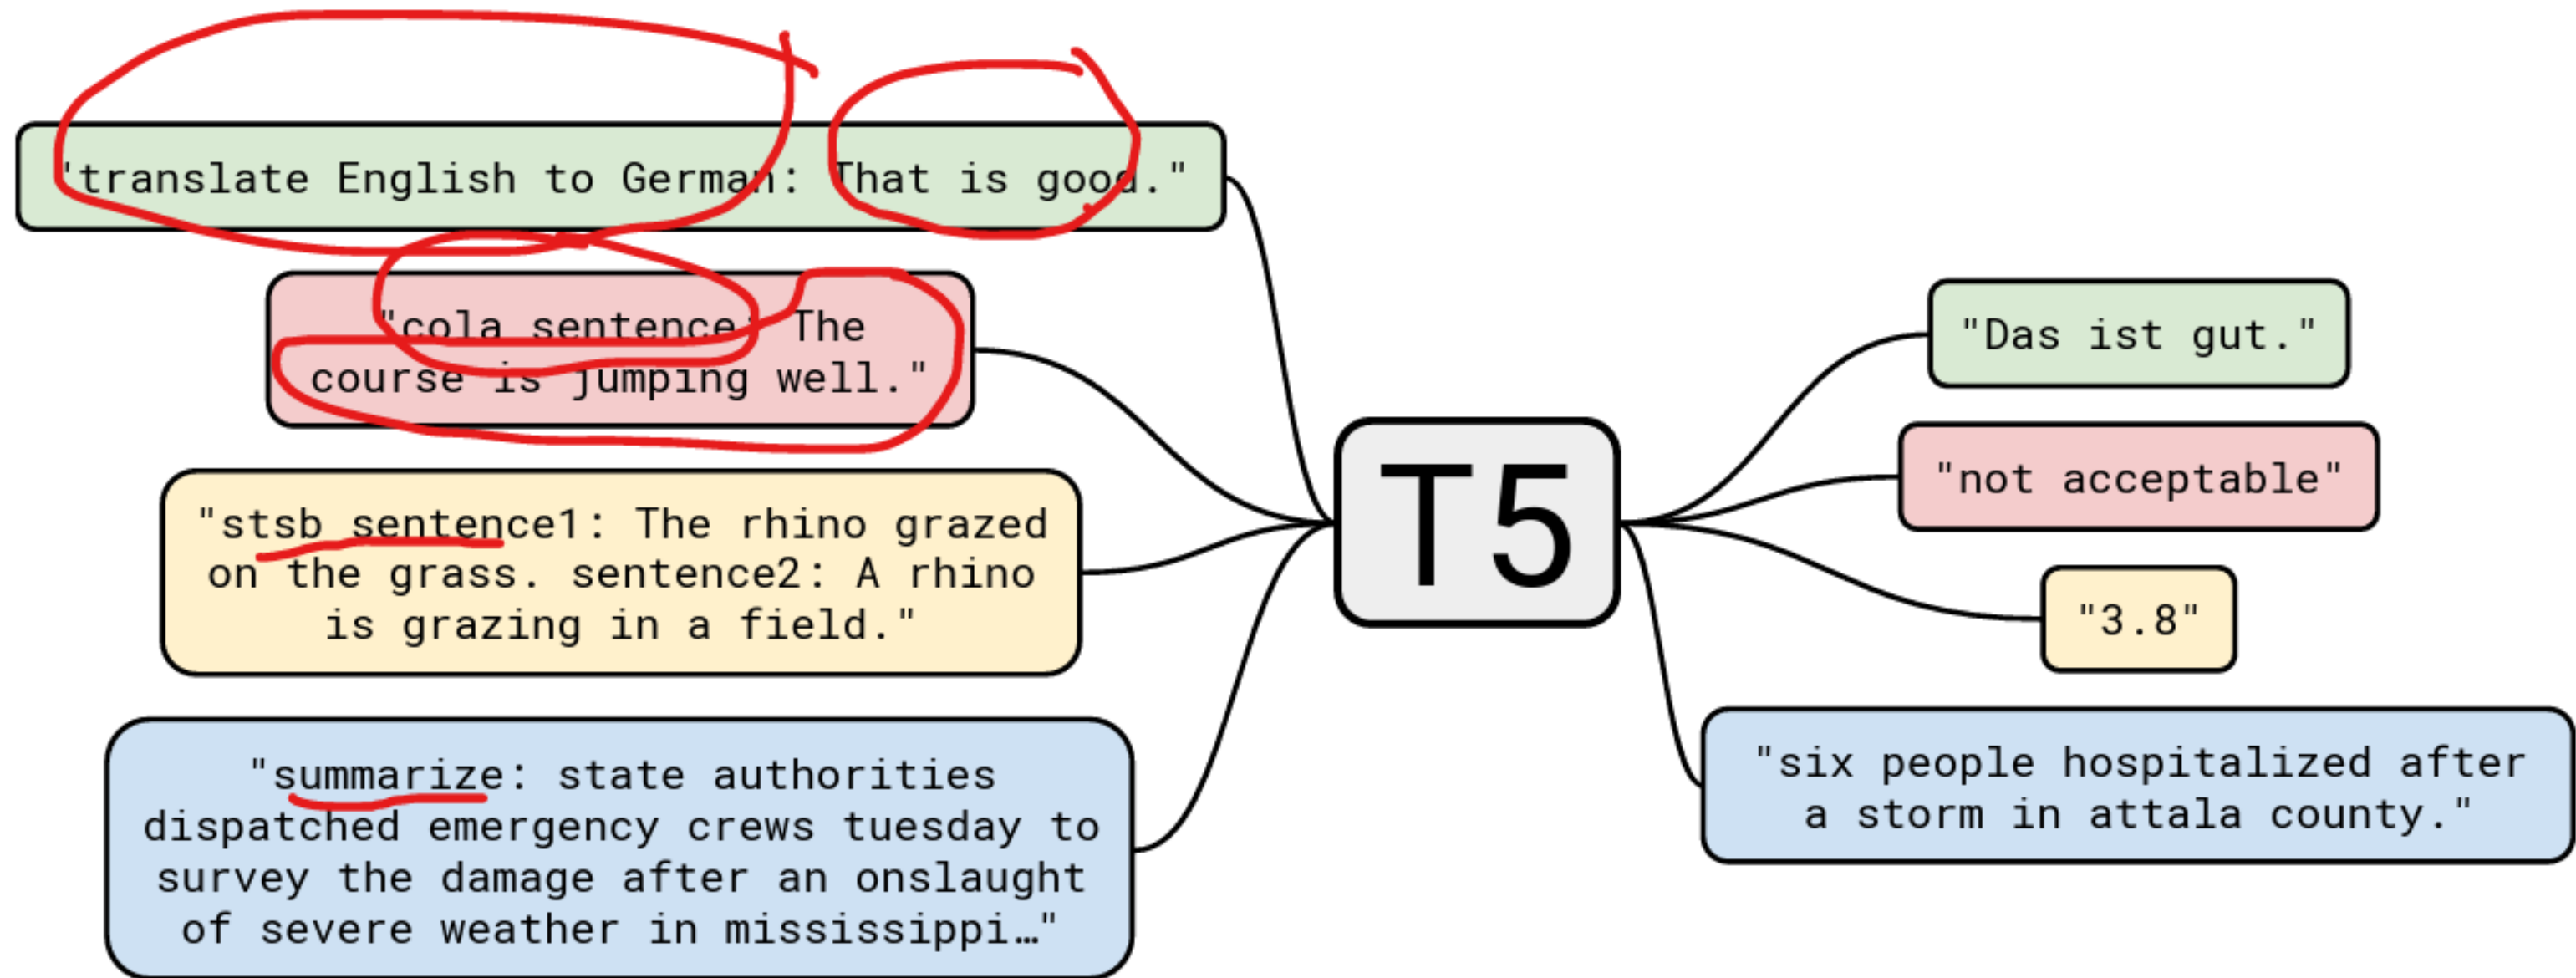 "translate English to German: That is good."
"cola sentence: The
course is jumping well."
"stsb sentence1: The rhino grazed
on the grass. sentence2: A rhino
is grazing in a field."
"summarize: state authorities
dispatched emergency crews tuesday to
survey the damage after an onslaught
of severe weather in mississippi…"
T5
"Das ist gut."
"not acceptable"
"3.8"
"six people hospitalized after
a storm in attala county."